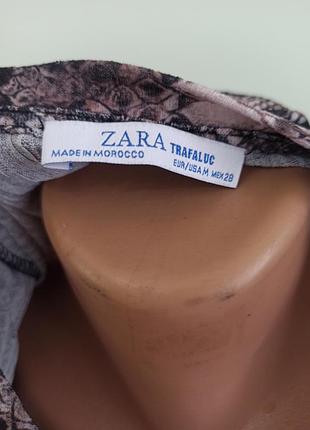 ZARA TRAFALUC
MADE IN MOROCCO
EUR/USA M MEX 28